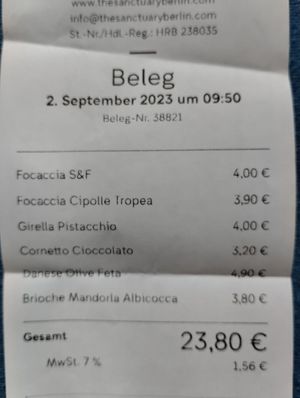 www.thesanctuaryberlin.com
info@thesanctuaryberlin.com
St.-Nr./Hdl.-Reg.: HRB 238035
Beleg
2. September 2023 um 09:50
Beleg-Nr. 38821
Focaccia S&F 4,00 €
Focaccia Cipolle Tropea 3,90 €
Girella Pistacchio 4,00 €
Cornetto Cioccolato 3,20 €
Danese Olive Feta 4,90 €
Brioche Mandorla Albicocca 3,80 €
Gesamt 23,80 €
MwSt. 7 % 1,56 €